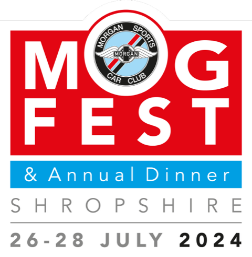 MOG
MORGAN SPORTS
MORGAN
CAR CLUB
FEST
& Annual Dinner
SHROPSHIRE
26-28 JULY 2024